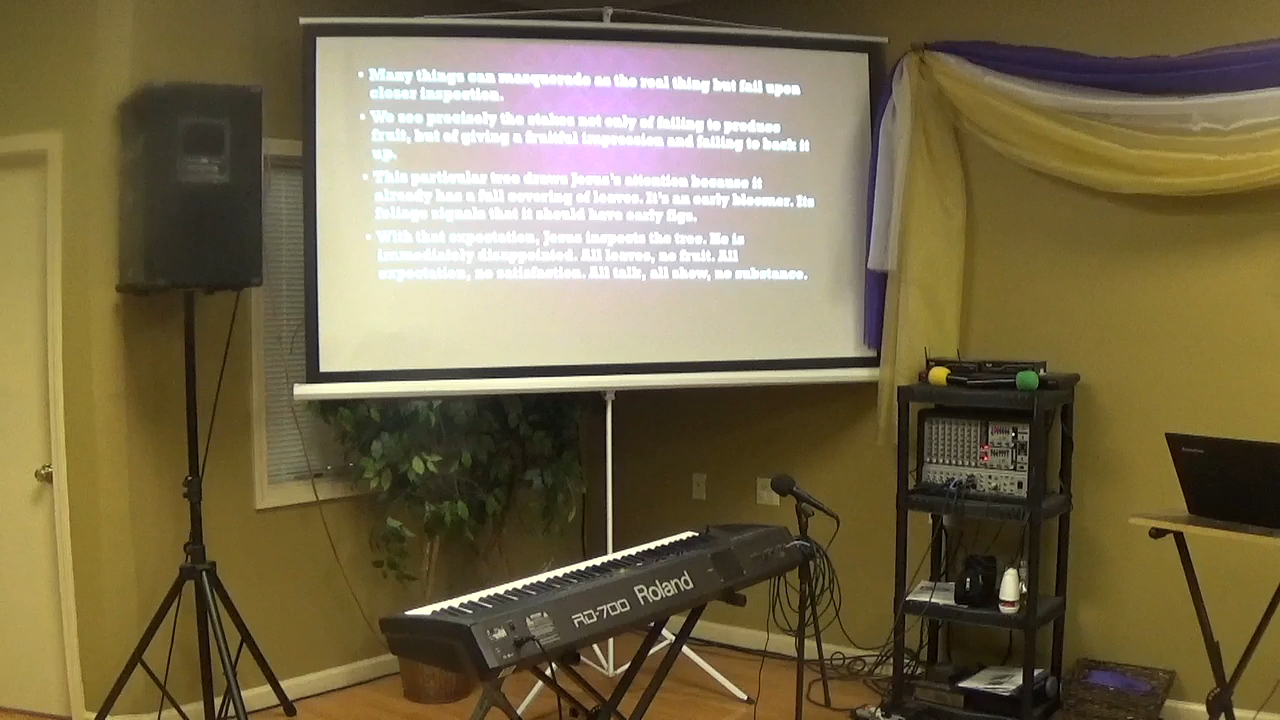 • Many things can masquerade as the real thing but fail upon
closer inspection.
• We see precisely the stakes not only of failing to produce
fruit, but of giving a fruitful impression and failing to back it
up.
• This particular tree draws Jesus's attention because it
already has a full covering of leaves. It's an early bloomer. Its
foliage signals that it should have early figs.
• With that expectation, Jesus inspects the tree. He is
immediately disappointed. All leaves, no fruit. All
expectation, no satisfaction. All talk, all show, no substance.
RD-700 Roland